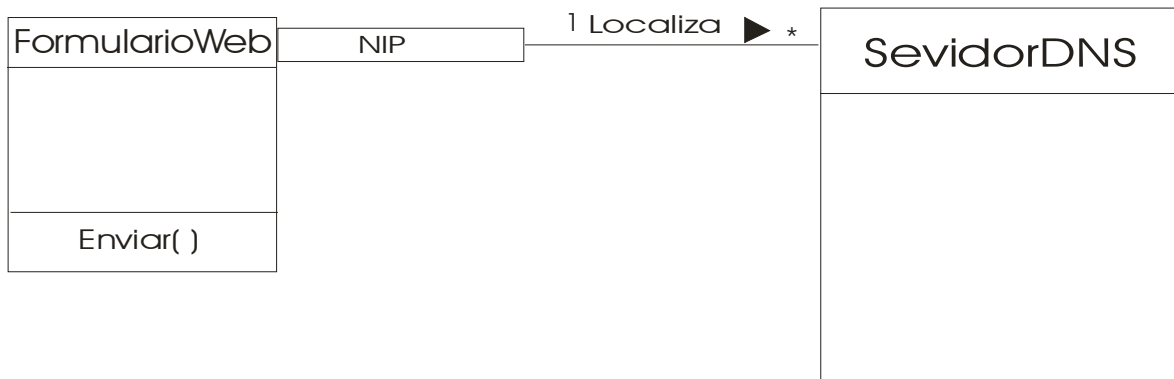 FormularioWeb
NIP
1 Localiza ▶ *
SevidorDNS
Enviar( )